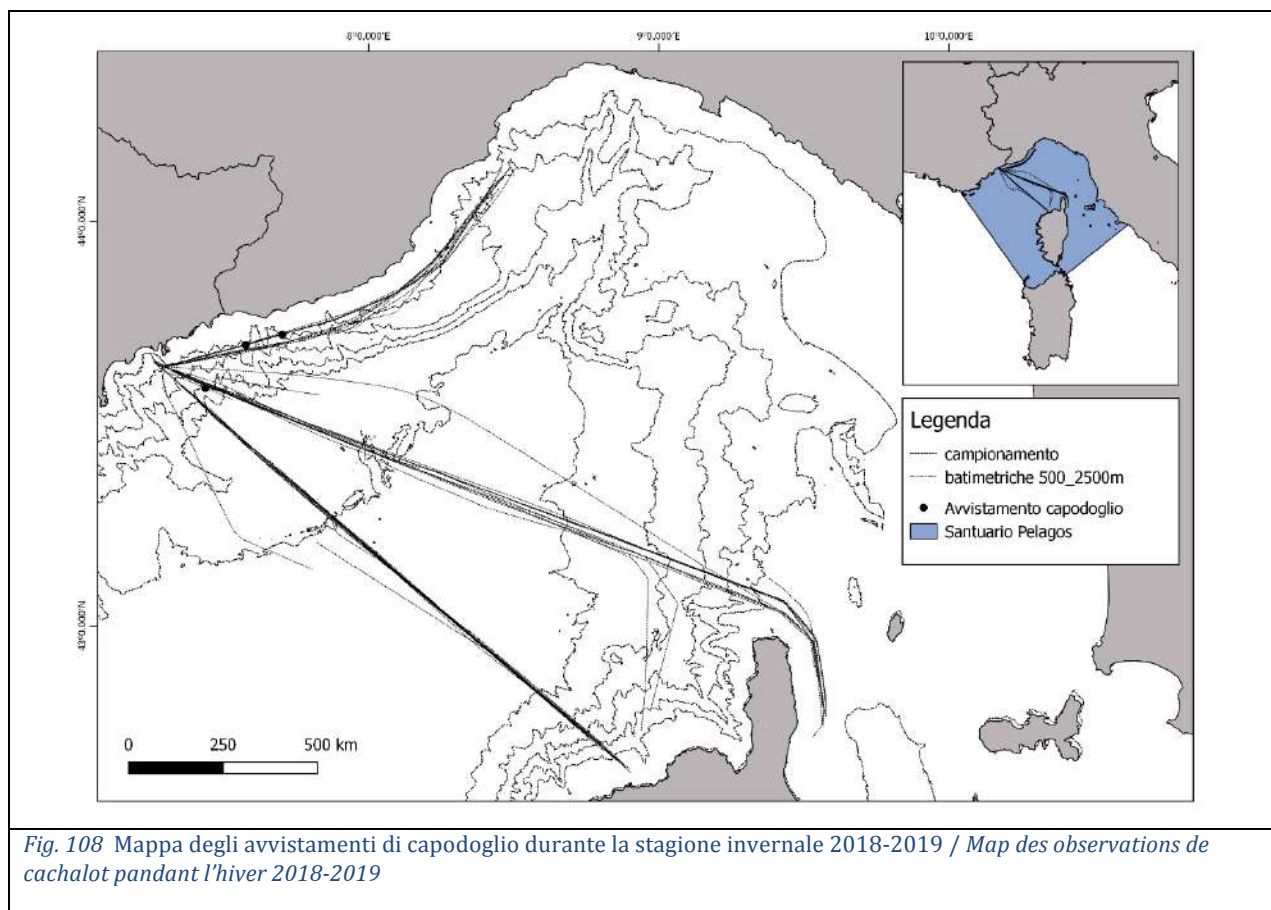 8°0,000'E 9°0,000'E 10°0,000'E
44°0,000'N
43°0,000'N
Legenda
campionamento
batimetriche 500_2500m
Avvistamento capodoglio
Santuario Pelagos
0 250 500 km
Fig. 108 Mappa degli avvistamenti di capodoglio durante la stagione invernale 2018-2019 / Map des observations de
cachalot pandant l'hiver 2018-2019